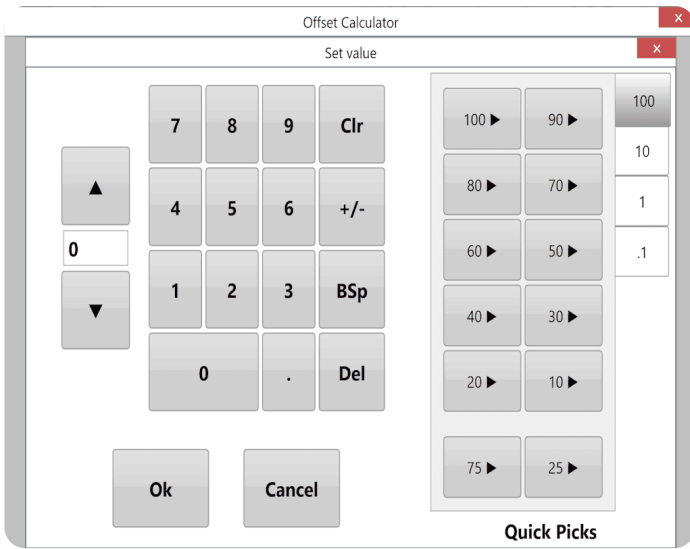 Offset Calculator
x
Set value
x
7 8 9 Clr
4 5 6 +/-
0
1 2 3 BSp
0 . Del
Ok Cancel
100 ▶ 90 ▶
80 ▶ 70 ▶
60 ▶ 50 ▶
40 ▶ 30 ▶
20 ▶ 10 ▶
75 ▶ 25 ▶
100
10
1
.1
Quick Picks